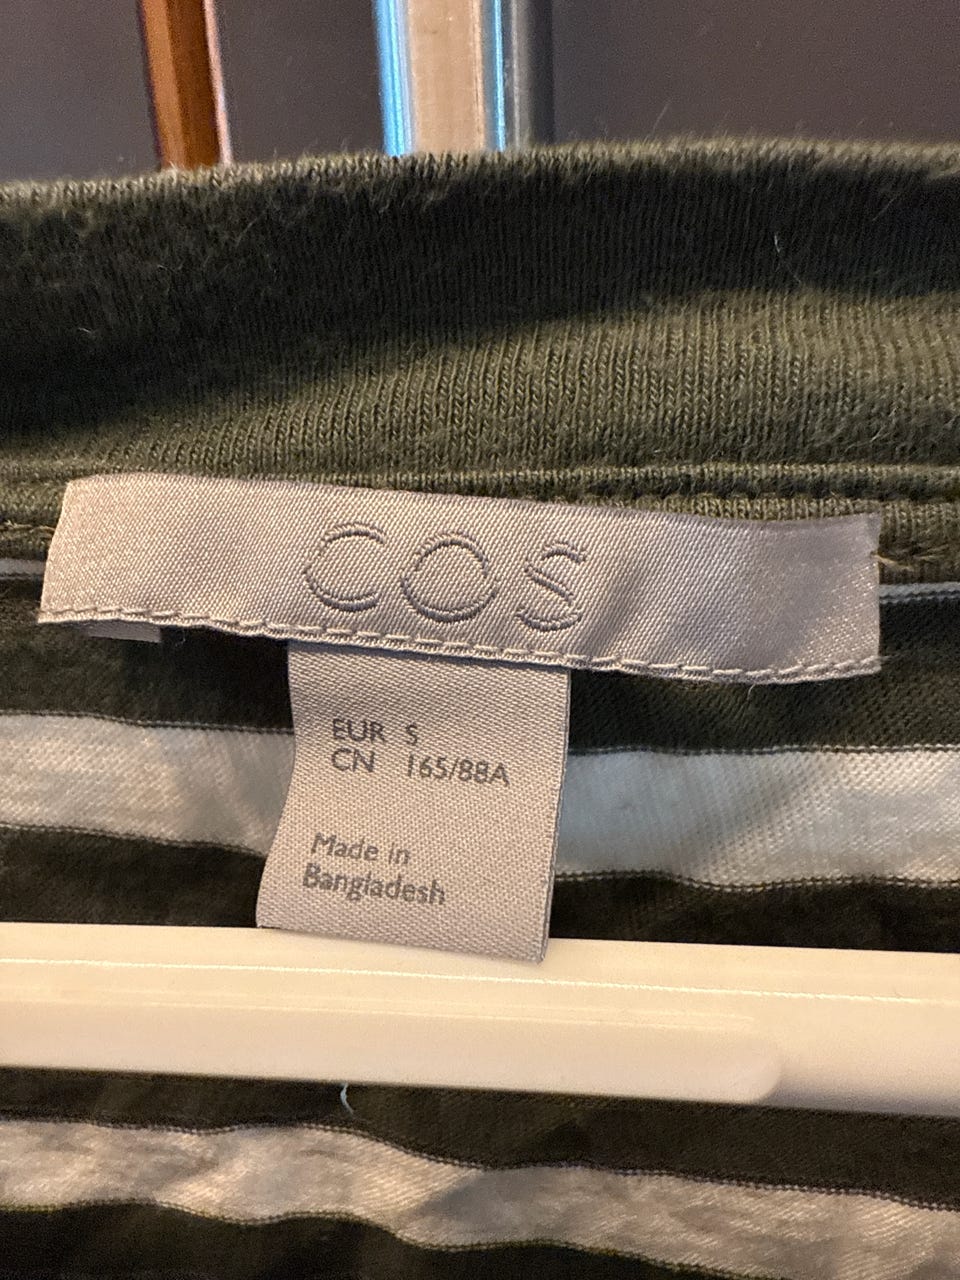 COS
EUR S
CN 165/88A
Made in
Bangladesh